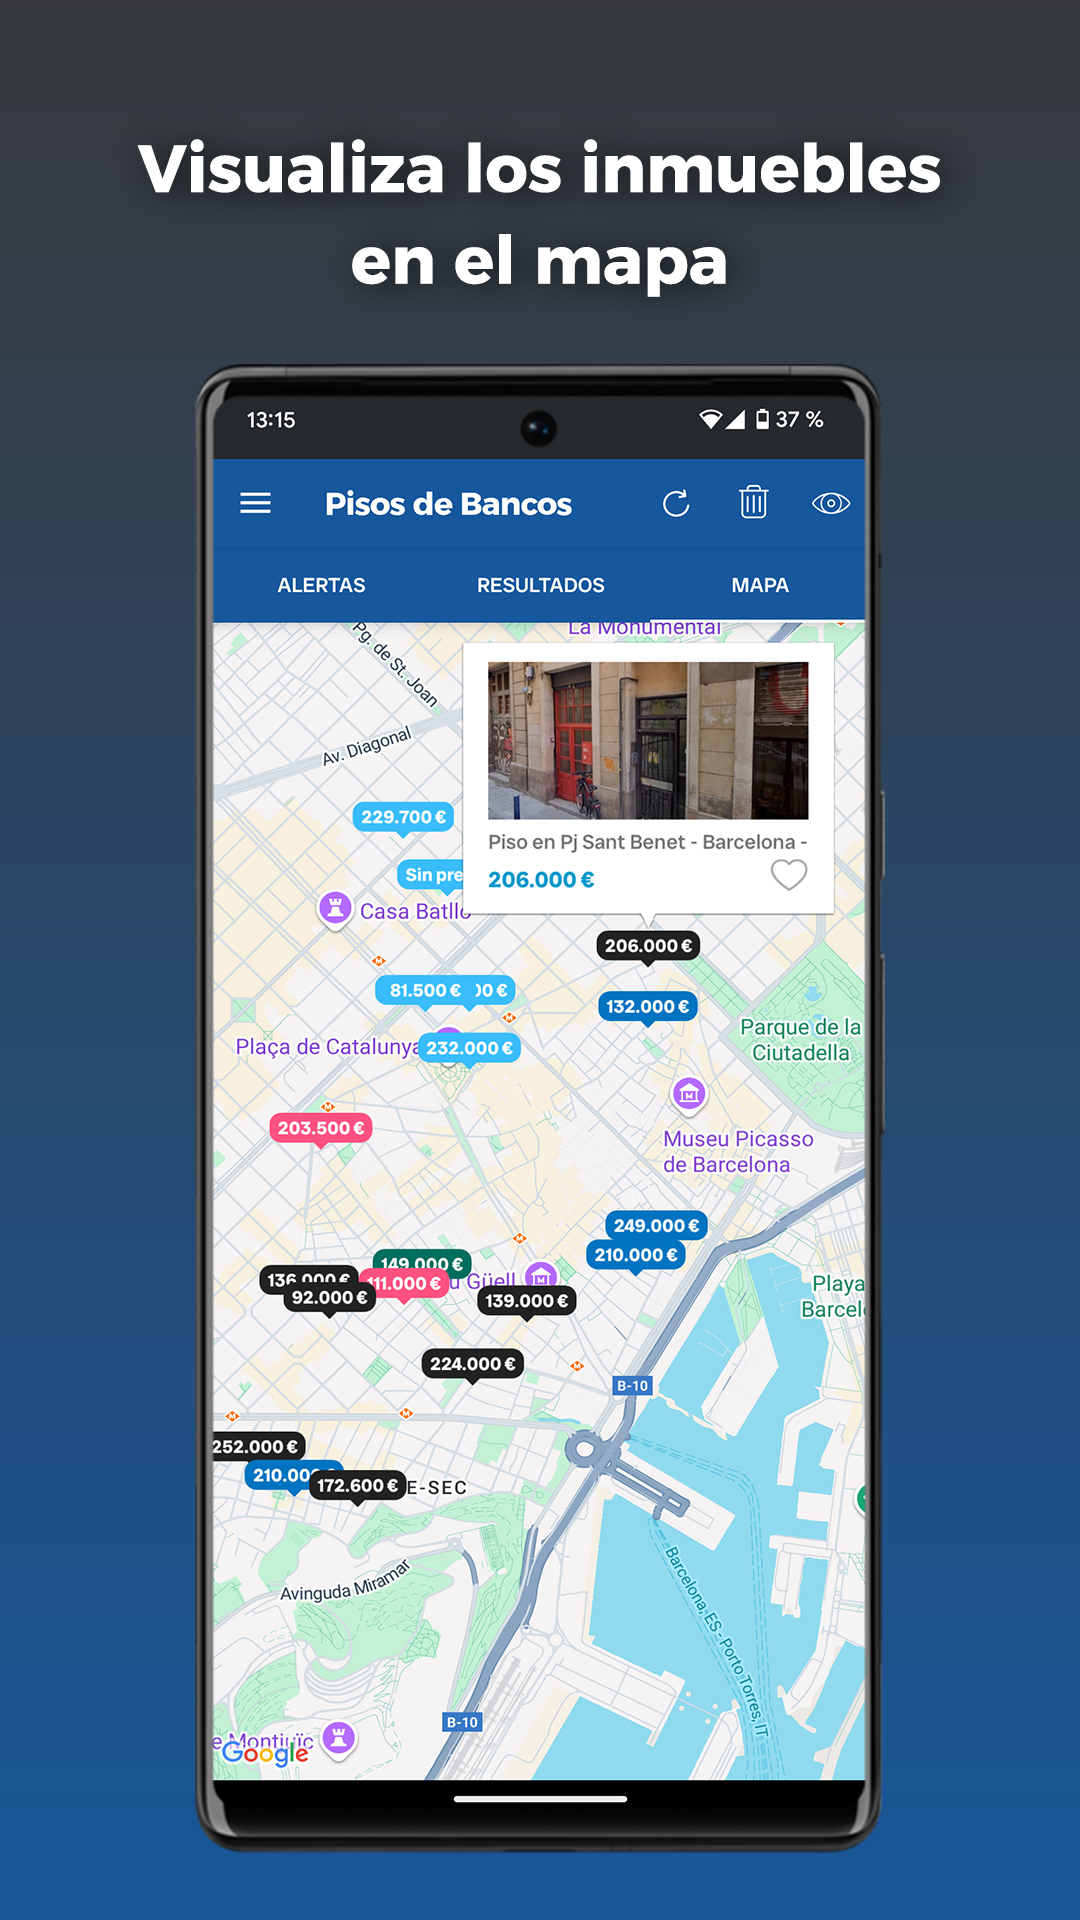 Visualiza los inmuebles
en el mapa
13:15
37 %
Pisos de Bancos
ALERTAS
RESULTADOS
MAPA
La Monumental
Pg. de St. Joan
Av. Diagonal
229.700 €
Piso en Pj Sant Benet - Barcelona -
Sin pre
206.000 €
Casa Batlló
206.000 €
81.500 €
00 €
132.000 €
Parque de la
Ciutadella
Plaça de Catalunya
232.000 €
203.500 €
Museu Picasso
de Barcelona
249.000 €
210.000 €
149.000 €
136.000 €
111.000 €
u Güell
92.000 €
139.000 €
Playa
Barcel
224.000 €
B-10
252.000 €
210.00
172.600 €
E-SEC
Avinguda Miramar
Barcelona, ES - Porto Torres, IT
B-10
e Montjuïc
Google